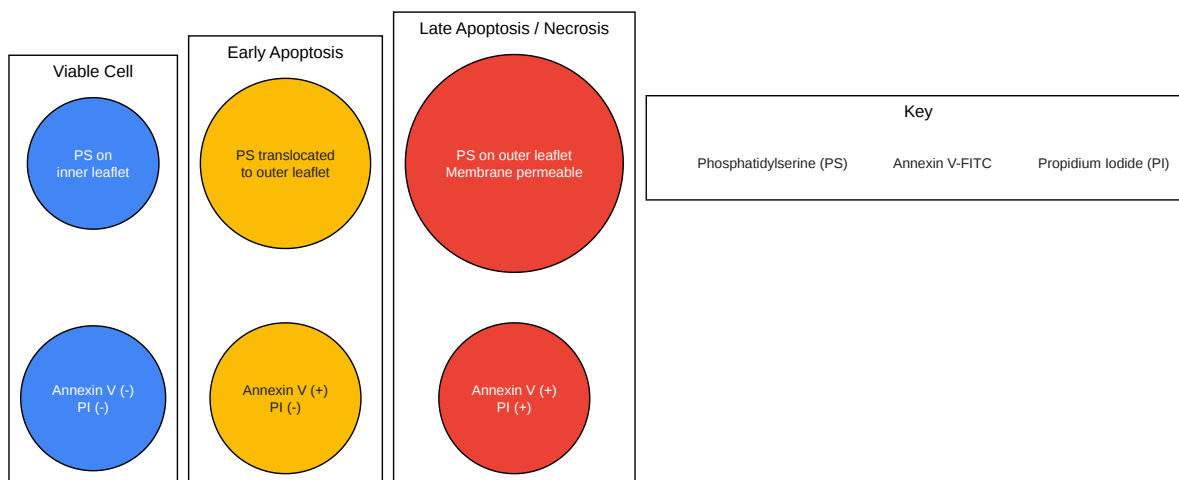 Viable Cell
PS on
inner leaflet
Annexin V (-)
PI (-)
Early Apoptosis
PS translocated
to outer leaflet
Annexin V (+)
PI (-)
Late Apoptosis / Necrosis
PS on outer leaflet
Membrane permeable
Annexin V (+)
PI (+)
Key
Phosphatidylserine (PS)
Annexin V-FITC
Propidium Iodide (PI)